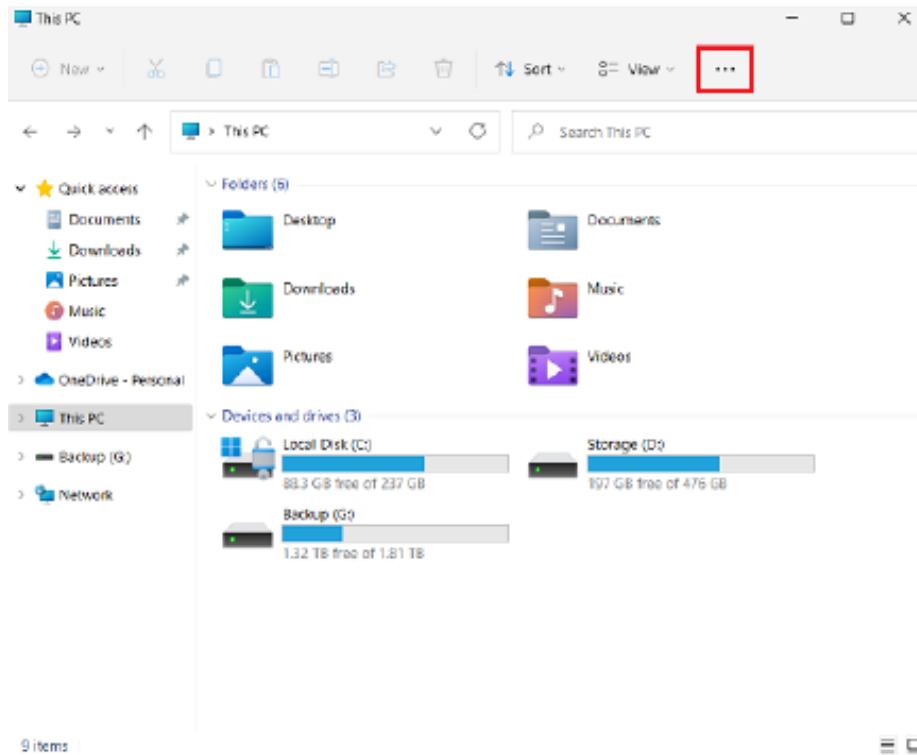 This PC
New
Sort
View
...
This PC
Search This PC
Quick access
Documents
Downloads
Pictures
Music
Videos
OneDrive - Personal
This PC
Backup (G:)
Network
Folders (6)
Desktop
Documents
Downloads
Music
Pictures
Videos
Devices and drives (3)
Local Disk (C:)
88.3 GB free of 237 GB
Storage (D:)
197 GB free of 476 GB
Backup (G:)
1.32 TB free of 1.81 TB
9 items